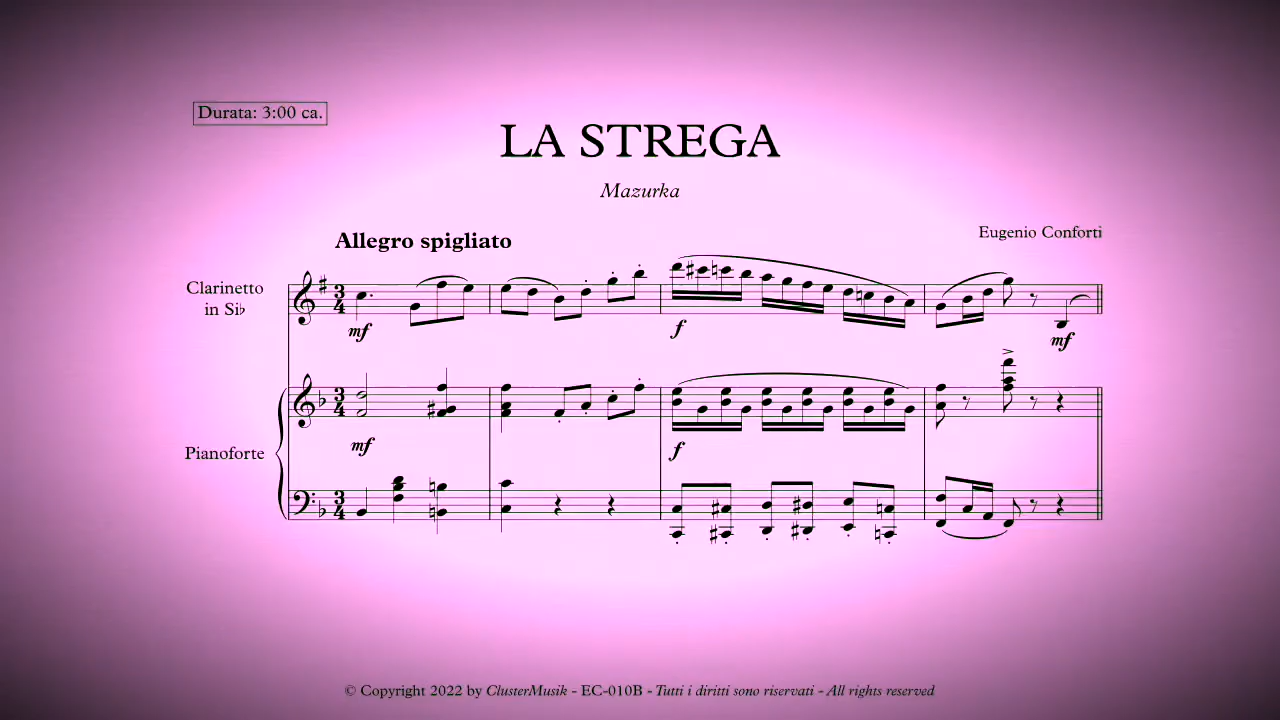 Durata: 3:00 ca.
LA STREGA
Mazurka
Eugenio Conforti
Allegro spigliato
Clarinetto
in Si♭
mf
f
mf
Pianoforte
mf
f
© Copyright 2022 by ClusterMusik - EC-010B - Tutti i diritti sono riservati - All rights reserved